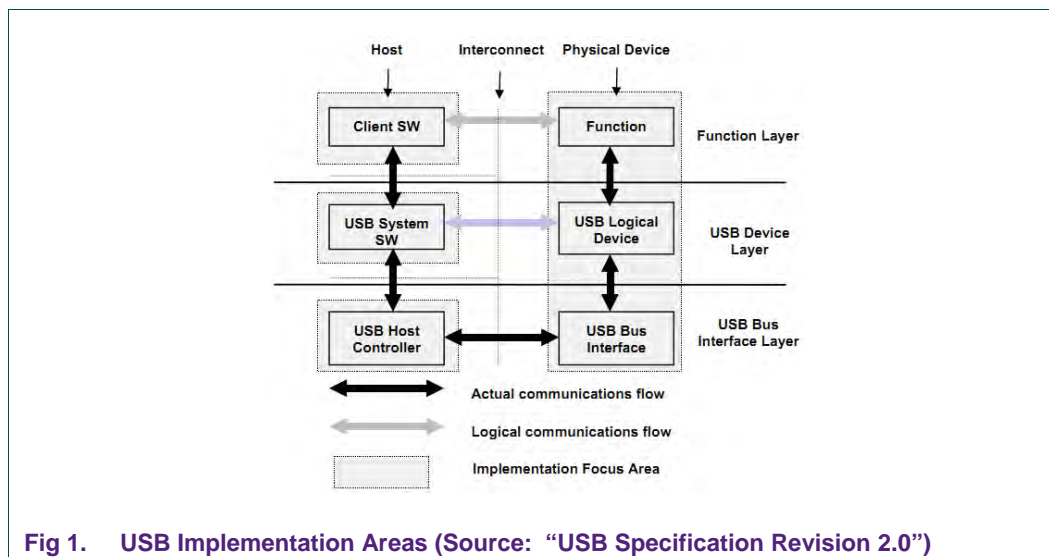 Host Interconnect Physical Device
Client SW Function Function Layer
USB System SW USB Logical Device USB Device Layer
USB Host Controller USB Bus Interface USB Bus Interface Layer
Actual communications flow
Logical communications flow
Implementation Focus Area
Fig 1. USB Implementation Areas (Source: “USB Specification Revision 2.0”)